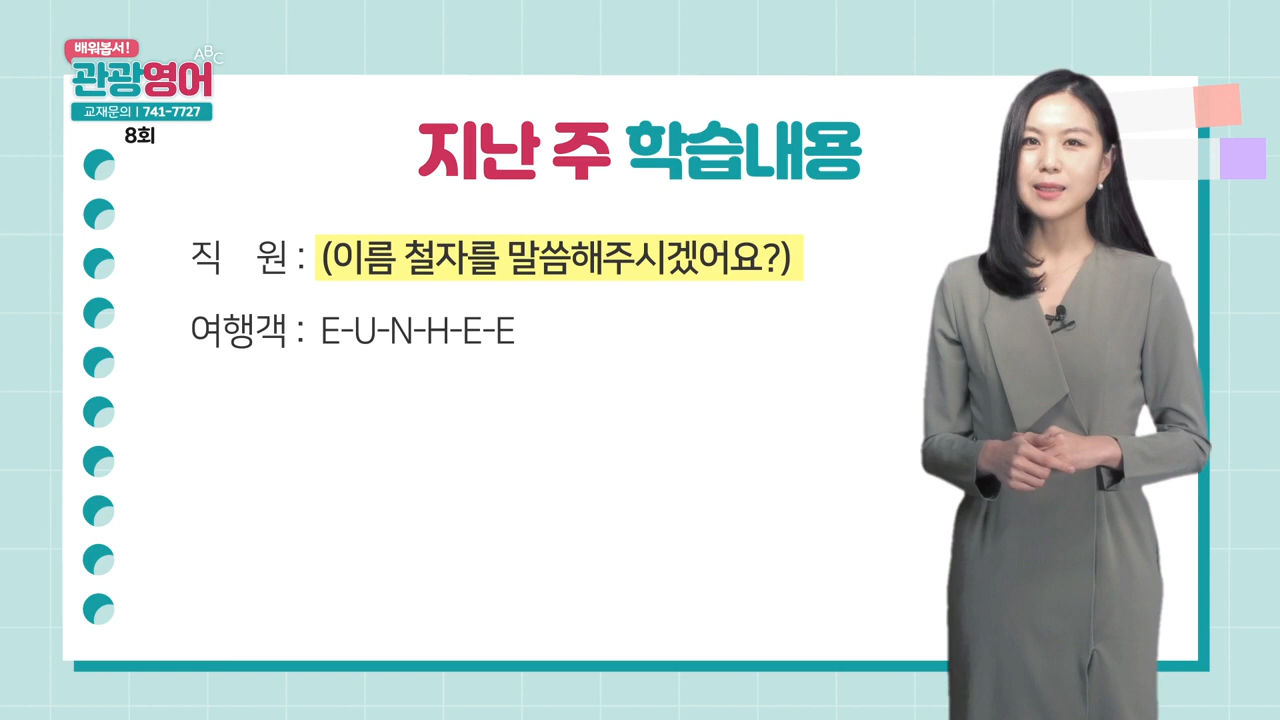 배워봅서!
ABC
관광영어
교재문의 | 741-7727
8회
지난 주 학습내용
직 원 : (이름 철자를 말씀해주시겠어요?)
여행객 : E-U-N-H-E-E